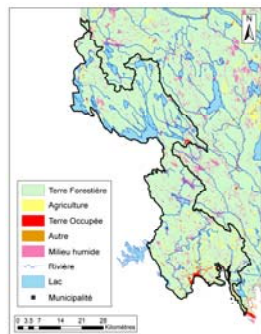 N
Terre Forestière
Agriculture
Terre Occupée
Autre
Milieu humide
Rivière
Lac
Municipalité
0 3.5 7 14 21 28
Kilomètres